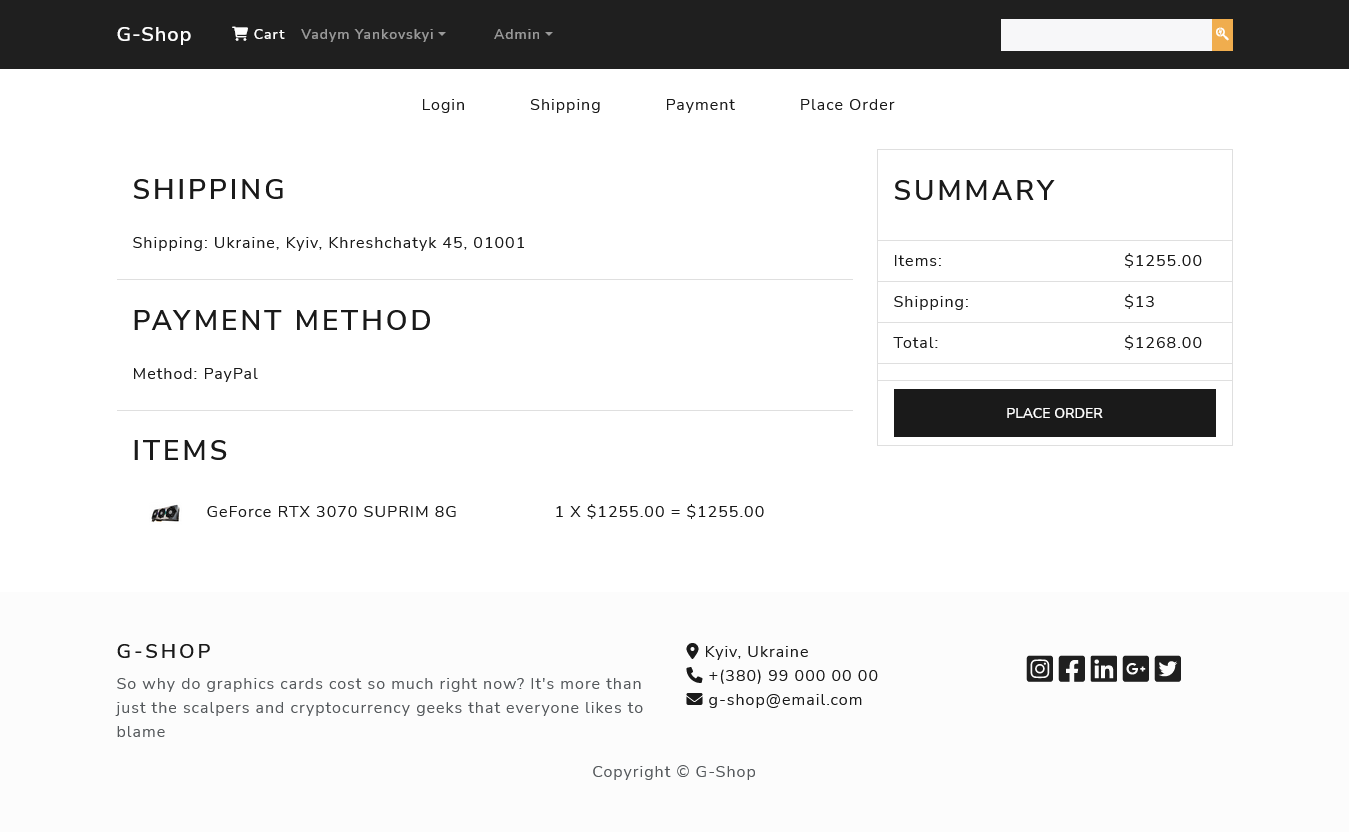 G-Shop Cart Vadym Yankovskyi Admin
Login Shipping Payment Place Order
SHIPPING
Shipping: Ukraine, Kyiv, Khreshchatyk 45, 01001
PAYMENT METHOD
Method: PayPal
ITEMS
GeForce RTX 3070 SUPRIM 8G 1 X $1255.00 = $1255.00
SUMMARY
Items: $1255.00
Shipping: $13
Total: $1268.00
PLACE ORDER
G-SHOP
So why do graphics cards cost so much right now? It's more than
just the scalpers and cryptocurrency geeks that everyone likes to
blame
Kyiv, Ukraine
+(380) 99 000 00 00
g-shop@email.com
Copyright © G-Shop